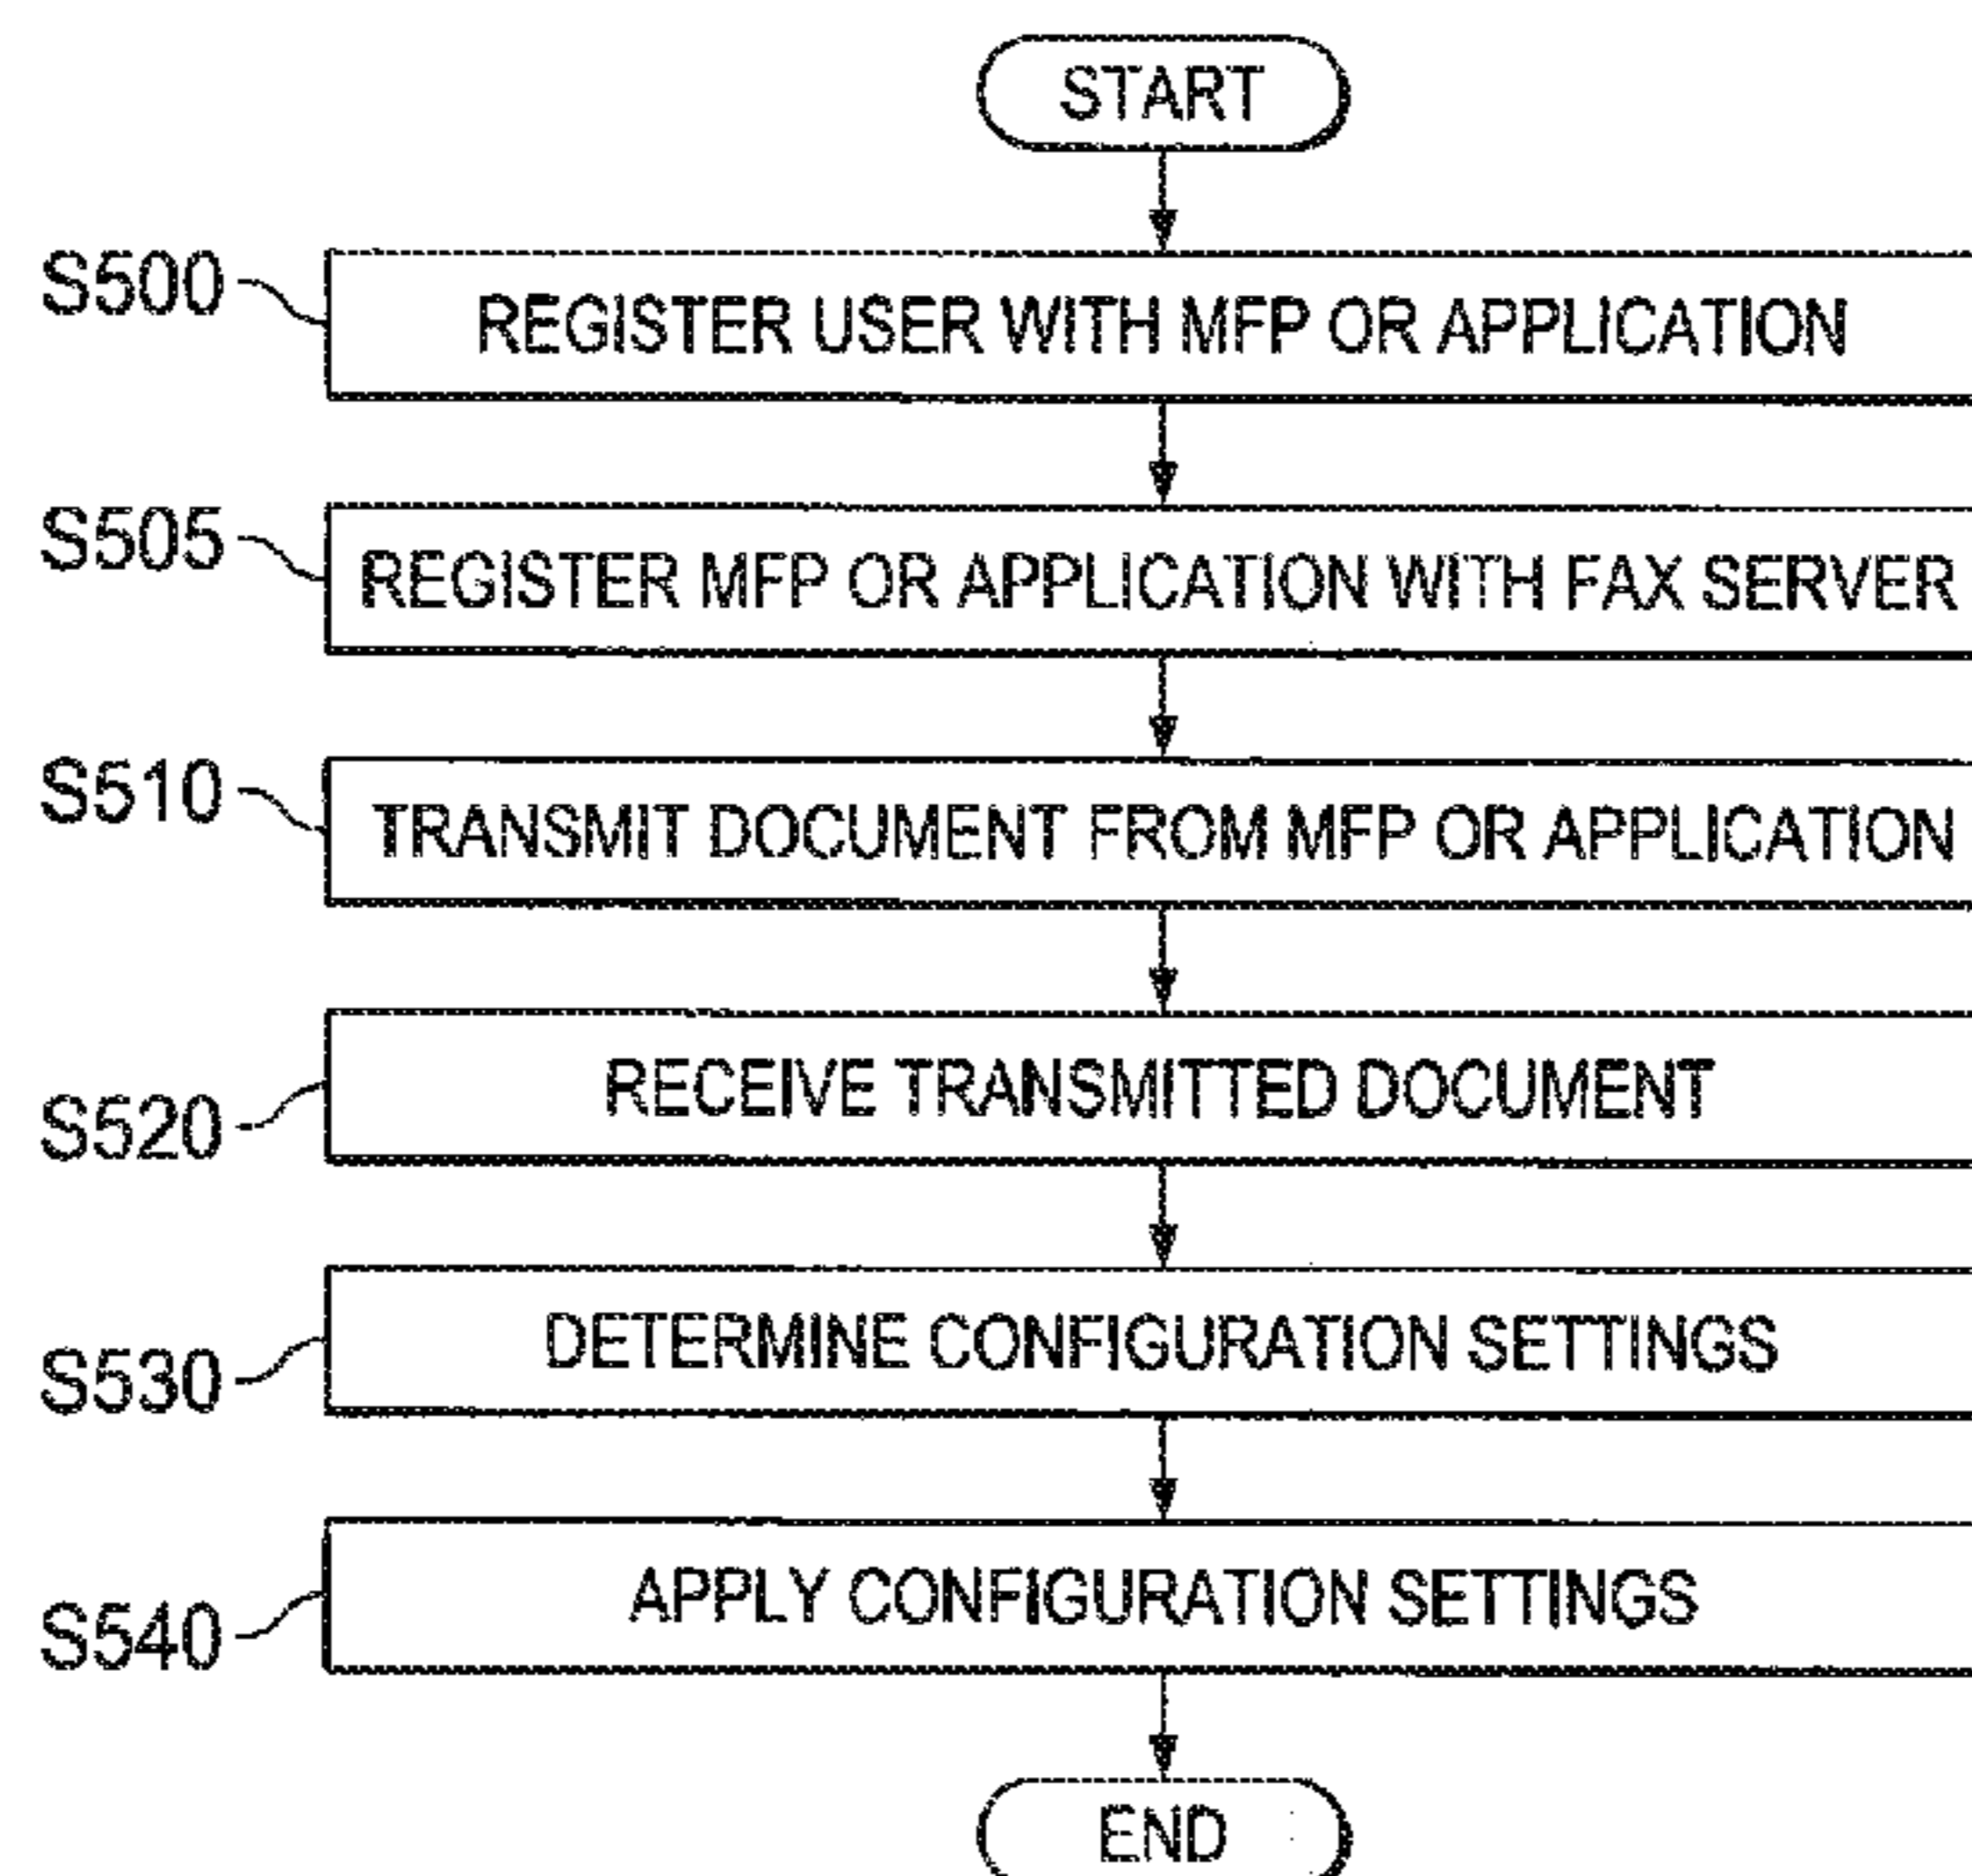 START
S500
REGISTER USER WITH MFP OR APPLICATION
S505
REGISTER MFP OR APPLICATION WITH FAX SERVER
S510
TRANSMIT DOCUMENT FROM MFP OR APPLICATION
S520
RECEIVE TRANSMITTED DOCUMENT
S530
DETERMINE CONFIGURATION SETTINGS
S540
APPLY CONFIGURATION SETTINGS
END